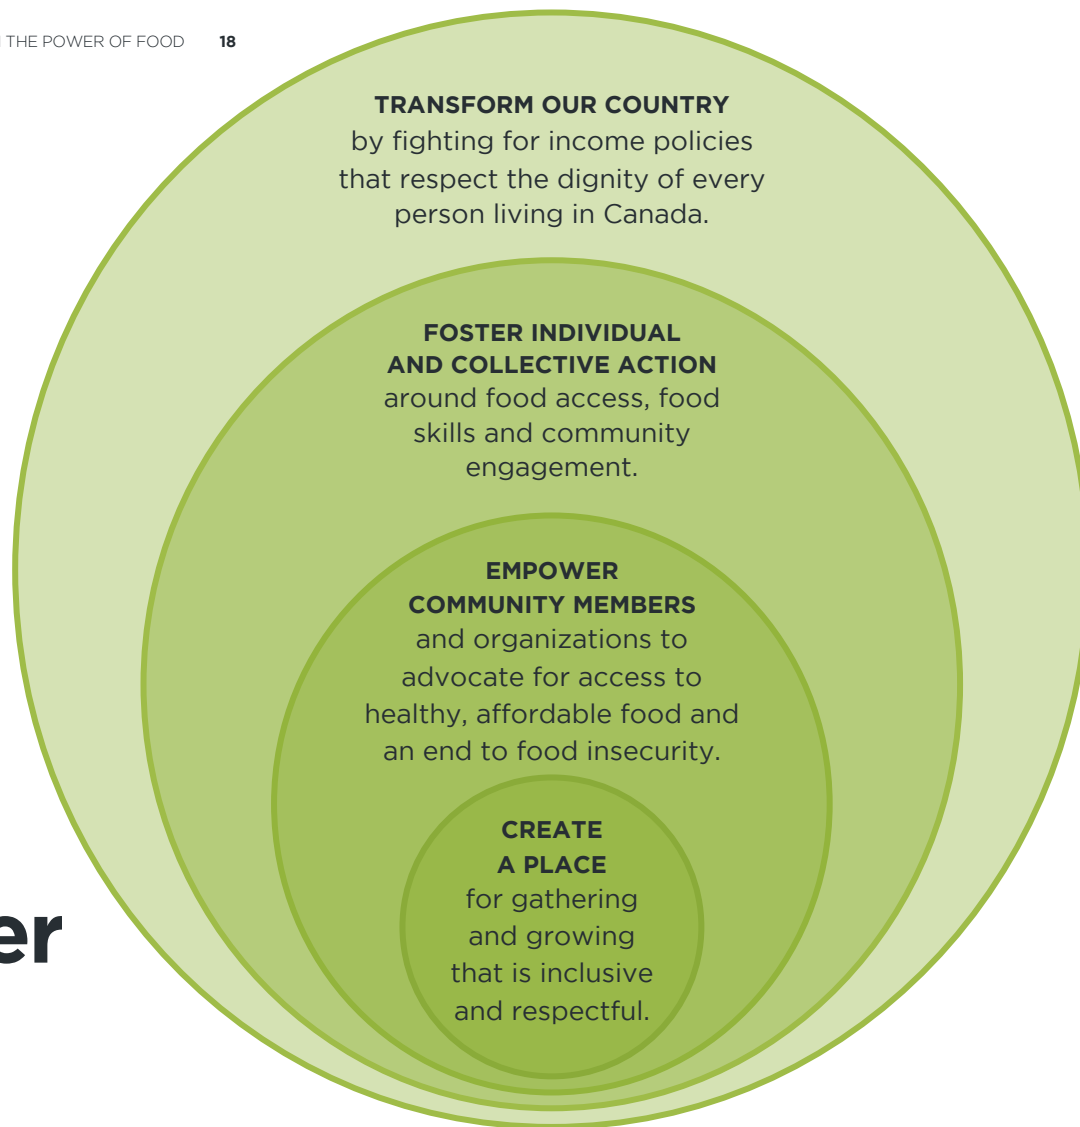 THE POWER OF FOOD 18
TRANSFORM OUR COUNTRY
by fighting for income policies
that respect the dignity of every
person living in Canada.
FOSTER INDIVIDUAL
AND COLLECTIVE ACTION
around food access, food
skills and community
engagement.
EMPOWER
COMMUNITY MEMBERS
and organizations to
advocate for access to
healthy, affordable food and
an end to food insecurity.
CREATE
A PLACE
for gathering
and growing
that is inclusive
and respectful.
er